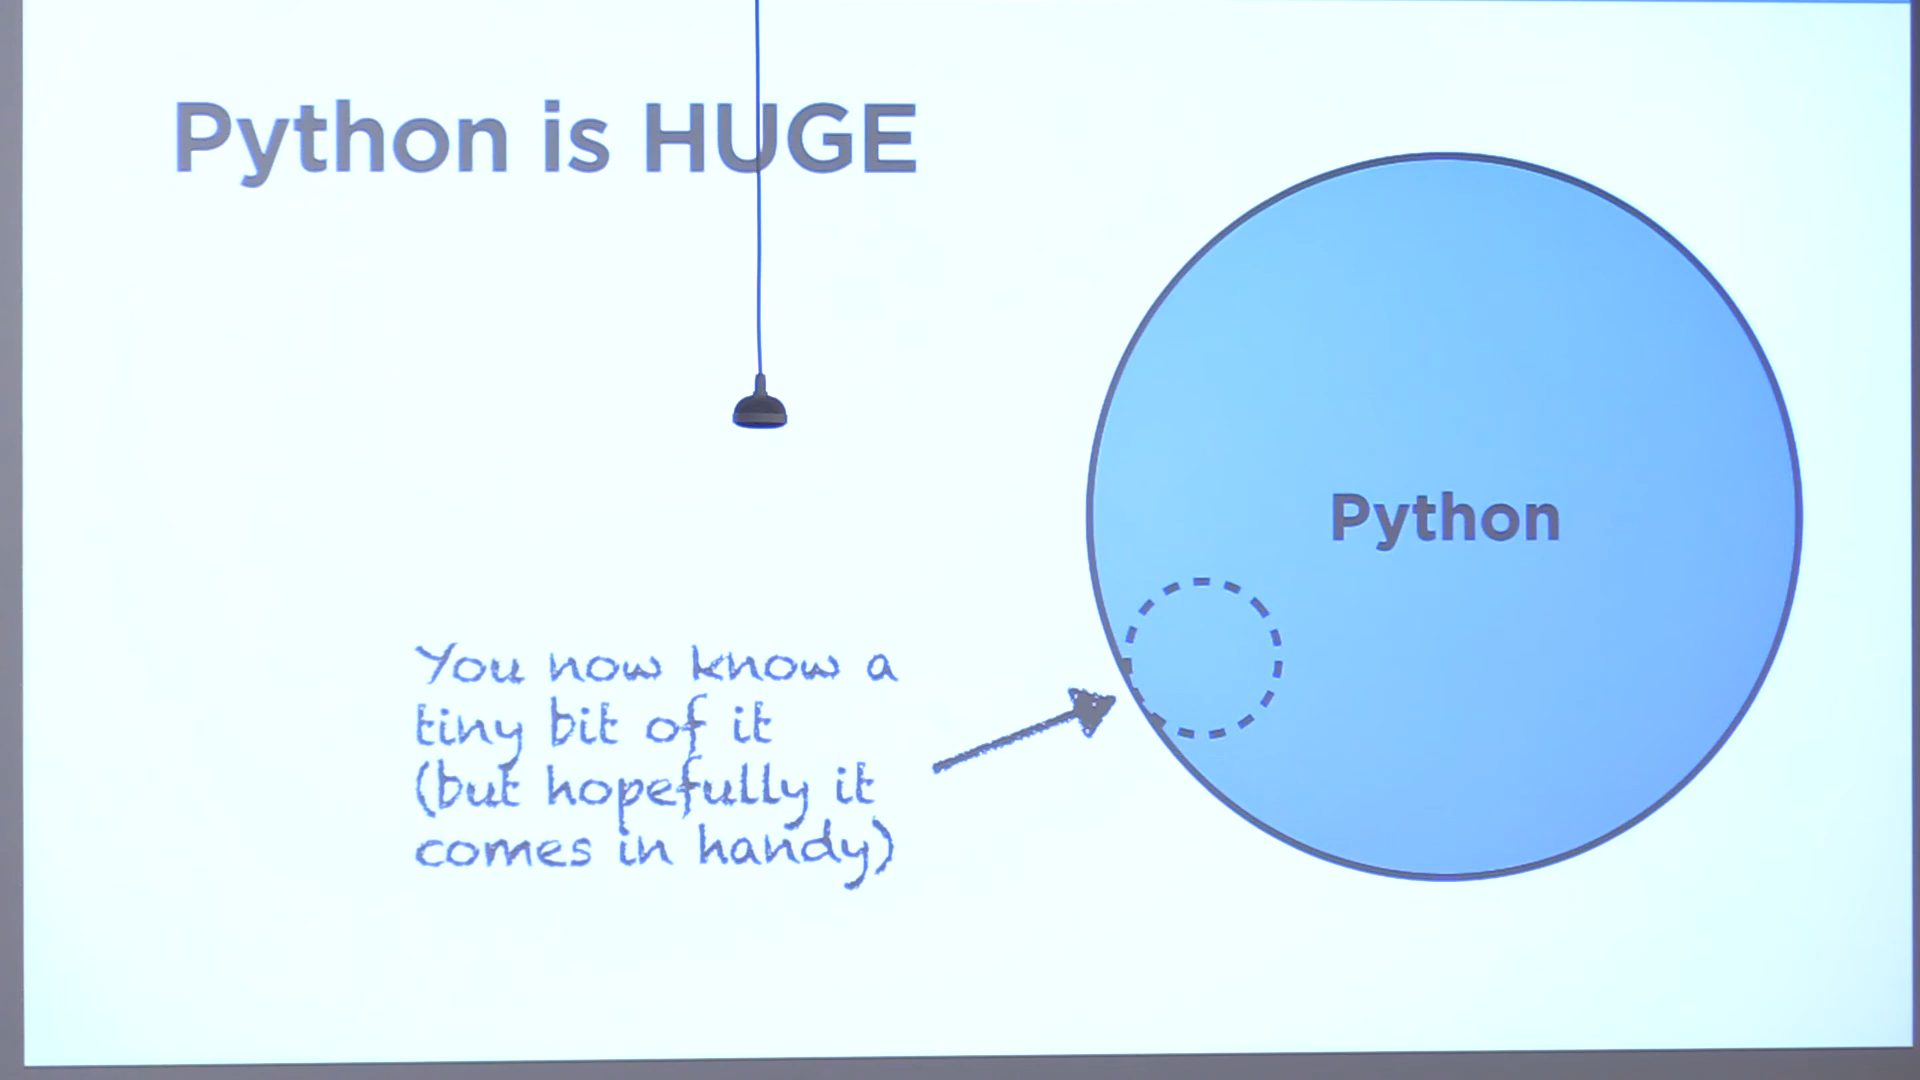 Python is HUGE
Python
You now know a
tiny bit of it
(but hopefully it
comes in handy)